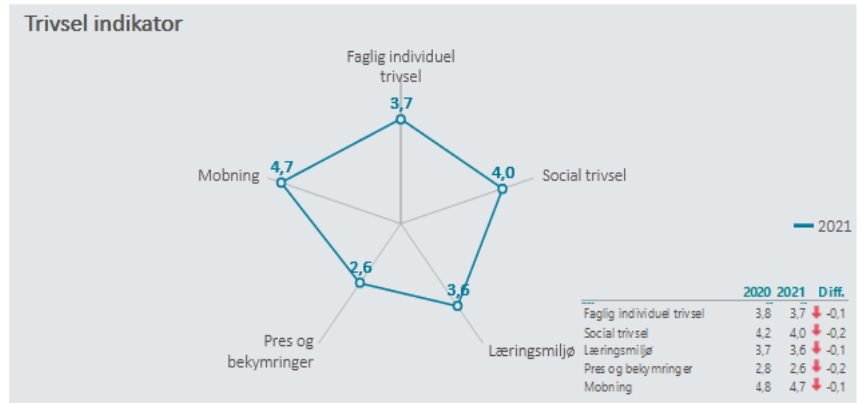 Trivsel indikator
Faglig individuel
trivsel
3,7
Mobning
4,7
4,0
Social trivsel
2021
2,6
3,6
Pres og
bekymringer
Læringsmiljø
2020 2021 Diff.
Faglig individuel trivsel 3,8 3,7 -0,1
Social trivsel 4,2 4,0 -0,2
Læringsmiljø 3,7 3,6 -0,1
Pres og bekymringer 2,8 2,6 -0,2
Mobning 4,8 4,7 -0,1